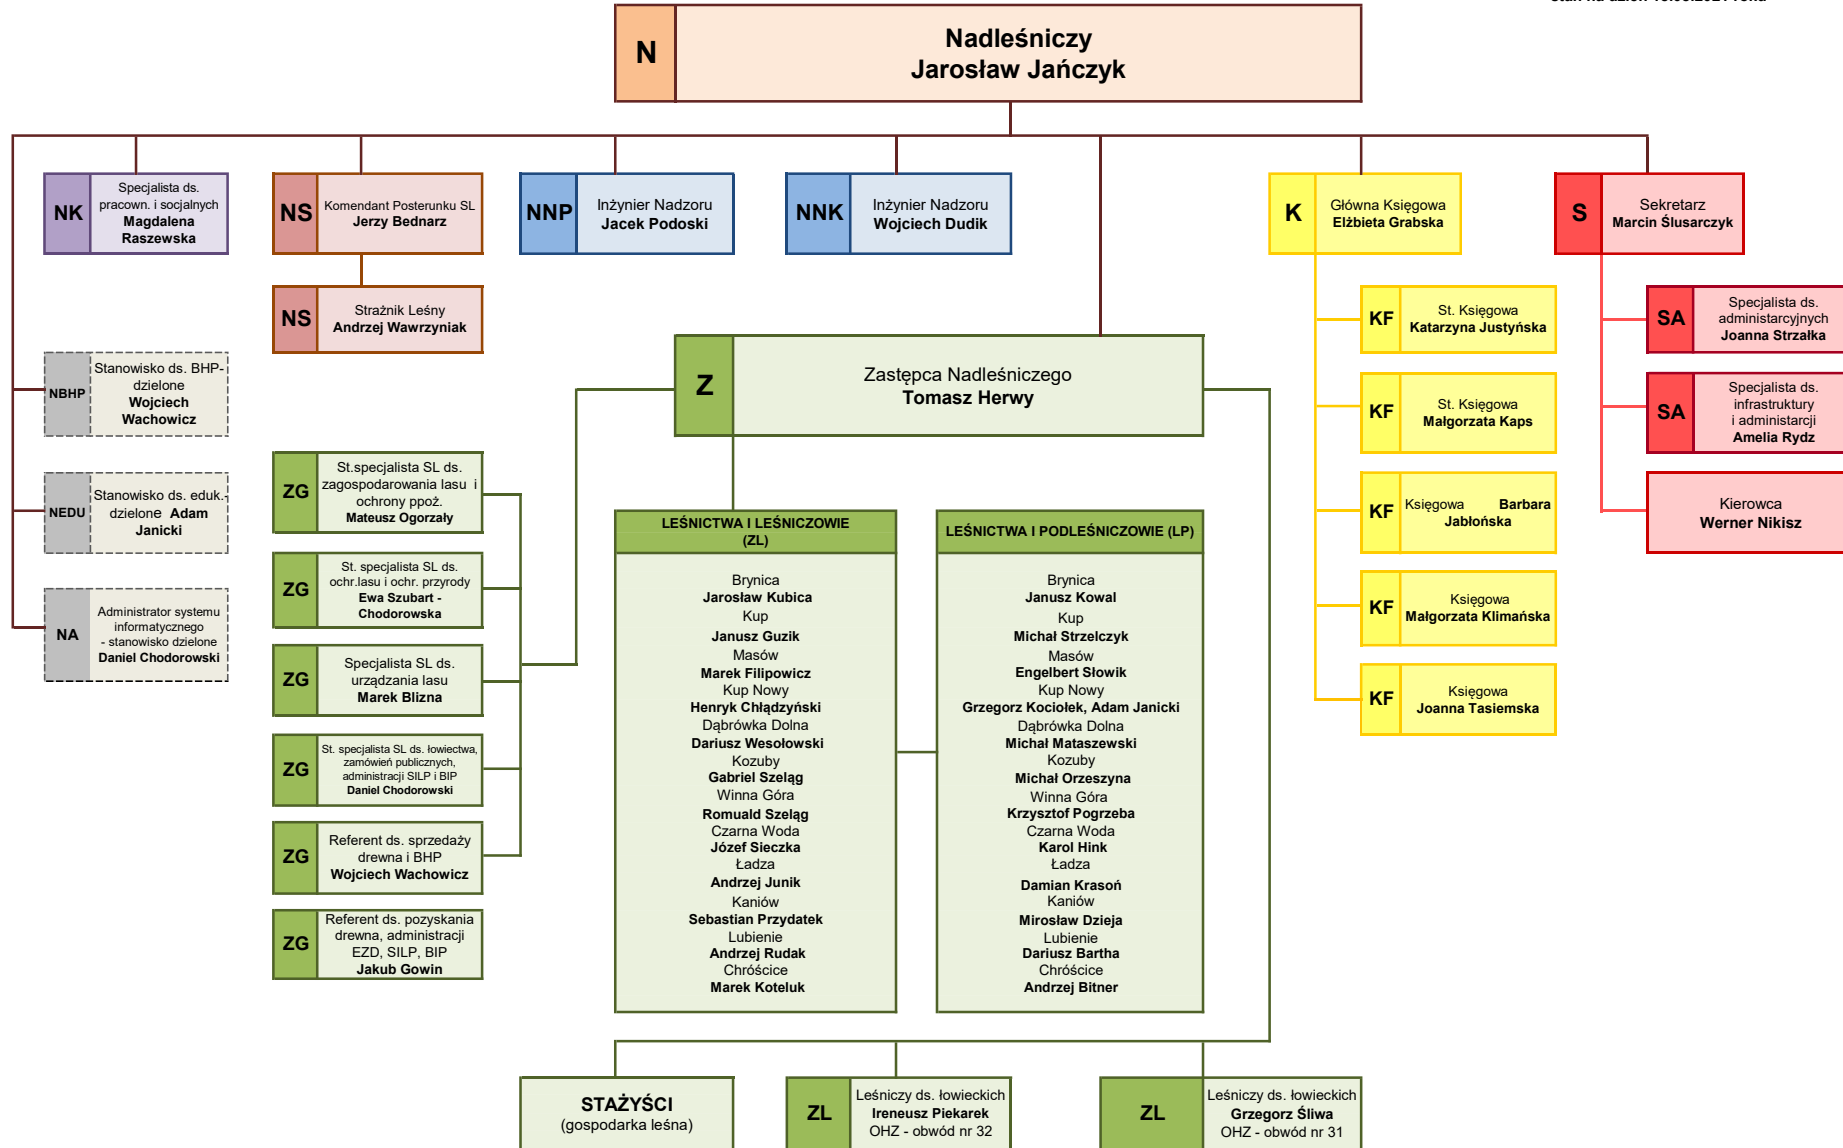 N
Nadleśniczy
Jarosław Jańczyk
NK
Specjalista ds.
pracown. i socjalnych
Magdalena
Raszewska
NS
Komendant Posterunku SL
Jerzy Bednarz
NNP
Inżynier Nadzoru
Jacek Podoski
NNK
Inżynier Nadzoru
Wojciech Dudik
K
Główna Księgowa
Elżbieta Grabska
S
Sekretarz
Marcin Ślusarczyk
NS
Strażnik Leśny
Andrzej Wawrzyniak
KF
St. Księgowa
Katarzyna Justyńska
SA
Specjalista ds.
administarcyjnych
Joanna Strzałka
NBHP
Stanowisko ds. BHP-
dzielone
Wojciech
Wachowicz
Z
Zastępca Nadleśniczego
Tomasz Herwy
KF
St. Księgowa
Małgorzata Kaps
SA
Specjalista ds.
infrastruktury
i administarcji
Amelia Rydz
NEDU
Stanowisko ds. eduk.-
dzielone Adam
Janicki
ZG
St.specjalista SL ds.
zagospodarowania lasu i
ochrony ppoż.
Mateusz Ogorzały
KF
Księgowa Barbara
Jabłońska
Kierowca
Werner Nikisz
NA
Administrator systemu
informatycznego
- stanowisko dzielone
Daniel Chodorowski
ZG
St. specjalista SL ds.
ochr.lasu i ochr. przyrody
Ewa Szubart -
Chodorowska
KF
Księgowa
Małgorzata Klimańska
ZG
Specjalista SL ds.
urządzania lasu
Marek Blizna
KF
Księgowa
Joanna Tasiemska
ZG
St. specjalista SL ds. łowiectwa,
zamówień publicznych,
administracji SILP i BIP
Daniel Chodorowski
ZG
Referent ds. sprzedaży
drewna i BHP
Wojciech Wachowicz
ZG
Referent ds. pozyskania
drewna, administracji
EZD, SILP, BIP
Jakub Gowin
LEŚNICTWA I LEŚNICZOWIE
(ZL)
Brynica
Jarosław Kubica
Kup
Janusz Guzik
Masów
Marek Filipowicz
Kup Nowy
Henryk Chłądzyński
Dąbrówka Dolna
Dariusz Wesołowski
Kozuby
Gabriel Szeląg
Winna Góra
Romuald Szeląg
Czarna Woda
Józef Sieczka
Ładza
Andrzej Junik
Kaniów
Sebastian Przydatek
Lubienie
Andrzej Rudak
Chróścice
Marek Koteluk
LEŚNICTWA I PODLEŚNICZOWIE (LP)
Brynica
Janusz Kowal
Kup
Michał Strzelczyk
Masów
Engelbert Słowik
Kup Nowy
Grzegorz Kociołek, Adam Janicki
Dąbrówka Dolna
Michał Mataszewski
Kozuby
Michał Orzeszyna
Winna Góra
Krzysztof Pogrzeba
Czarna Woda
Karol Hink
Ładza
Damian Krasoń
Kaniów
Mirosław Dzieja
Lubienie
Dariusz Bartha
Chróścice
Andrzej Bitner
STAŻYŚCI
(gospodarka leśna)
ZL
Leśniczy ds. łowieckich
Ireneusz Piekarek
OHZ - obwód nr 32
ZL
Leśniczy ds. łowieckich
Grzegorz Śliwa
OHZ - obwód nr 31